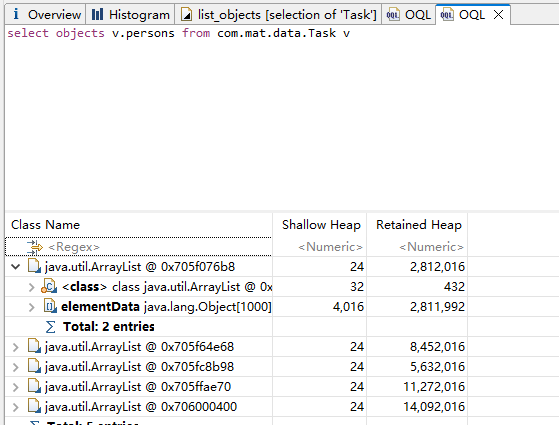 Overview Histogram list_objects [selection of 'Task'] OQL OQL
select objects v.persons from com.mat.data.Task v
Class Name Shallow Heap Retained Heap
<Regex> <Numeric> <Numeric>
java.util.ArrayList @ 0x705f076b8 24 2,812,016
<class> class java.util.ArrayList @ 0x 32 432
elementData java.lang.Object[1000] 4,016 2,811,992
Total: 2 entries
java.util.ArrayList @ 0x705f64e68 24 8,452,016
java.util.ArrayList @ 0x705fc8b98 24 5,632,016
java.util.ArrayList @ 0x705ffae70 24 11,272,016
java.util.ArrayList @ 0x706000400 24 14,092,016
Total: 5 entries